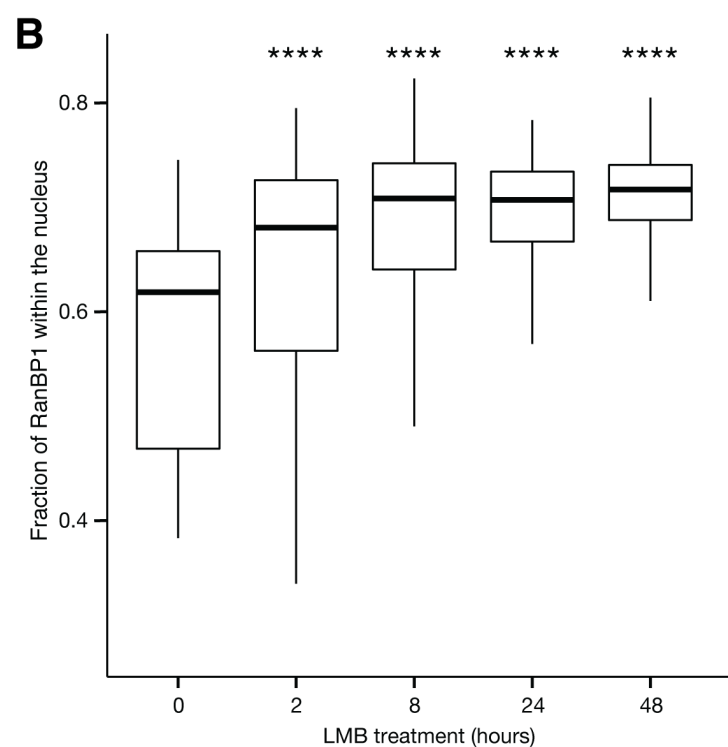 B
**** **** **** ****
0.8
0.6
0.4
Fraction of RanBP1 within the nucleus
0 2 8 24 48
LMB treatment (hours)